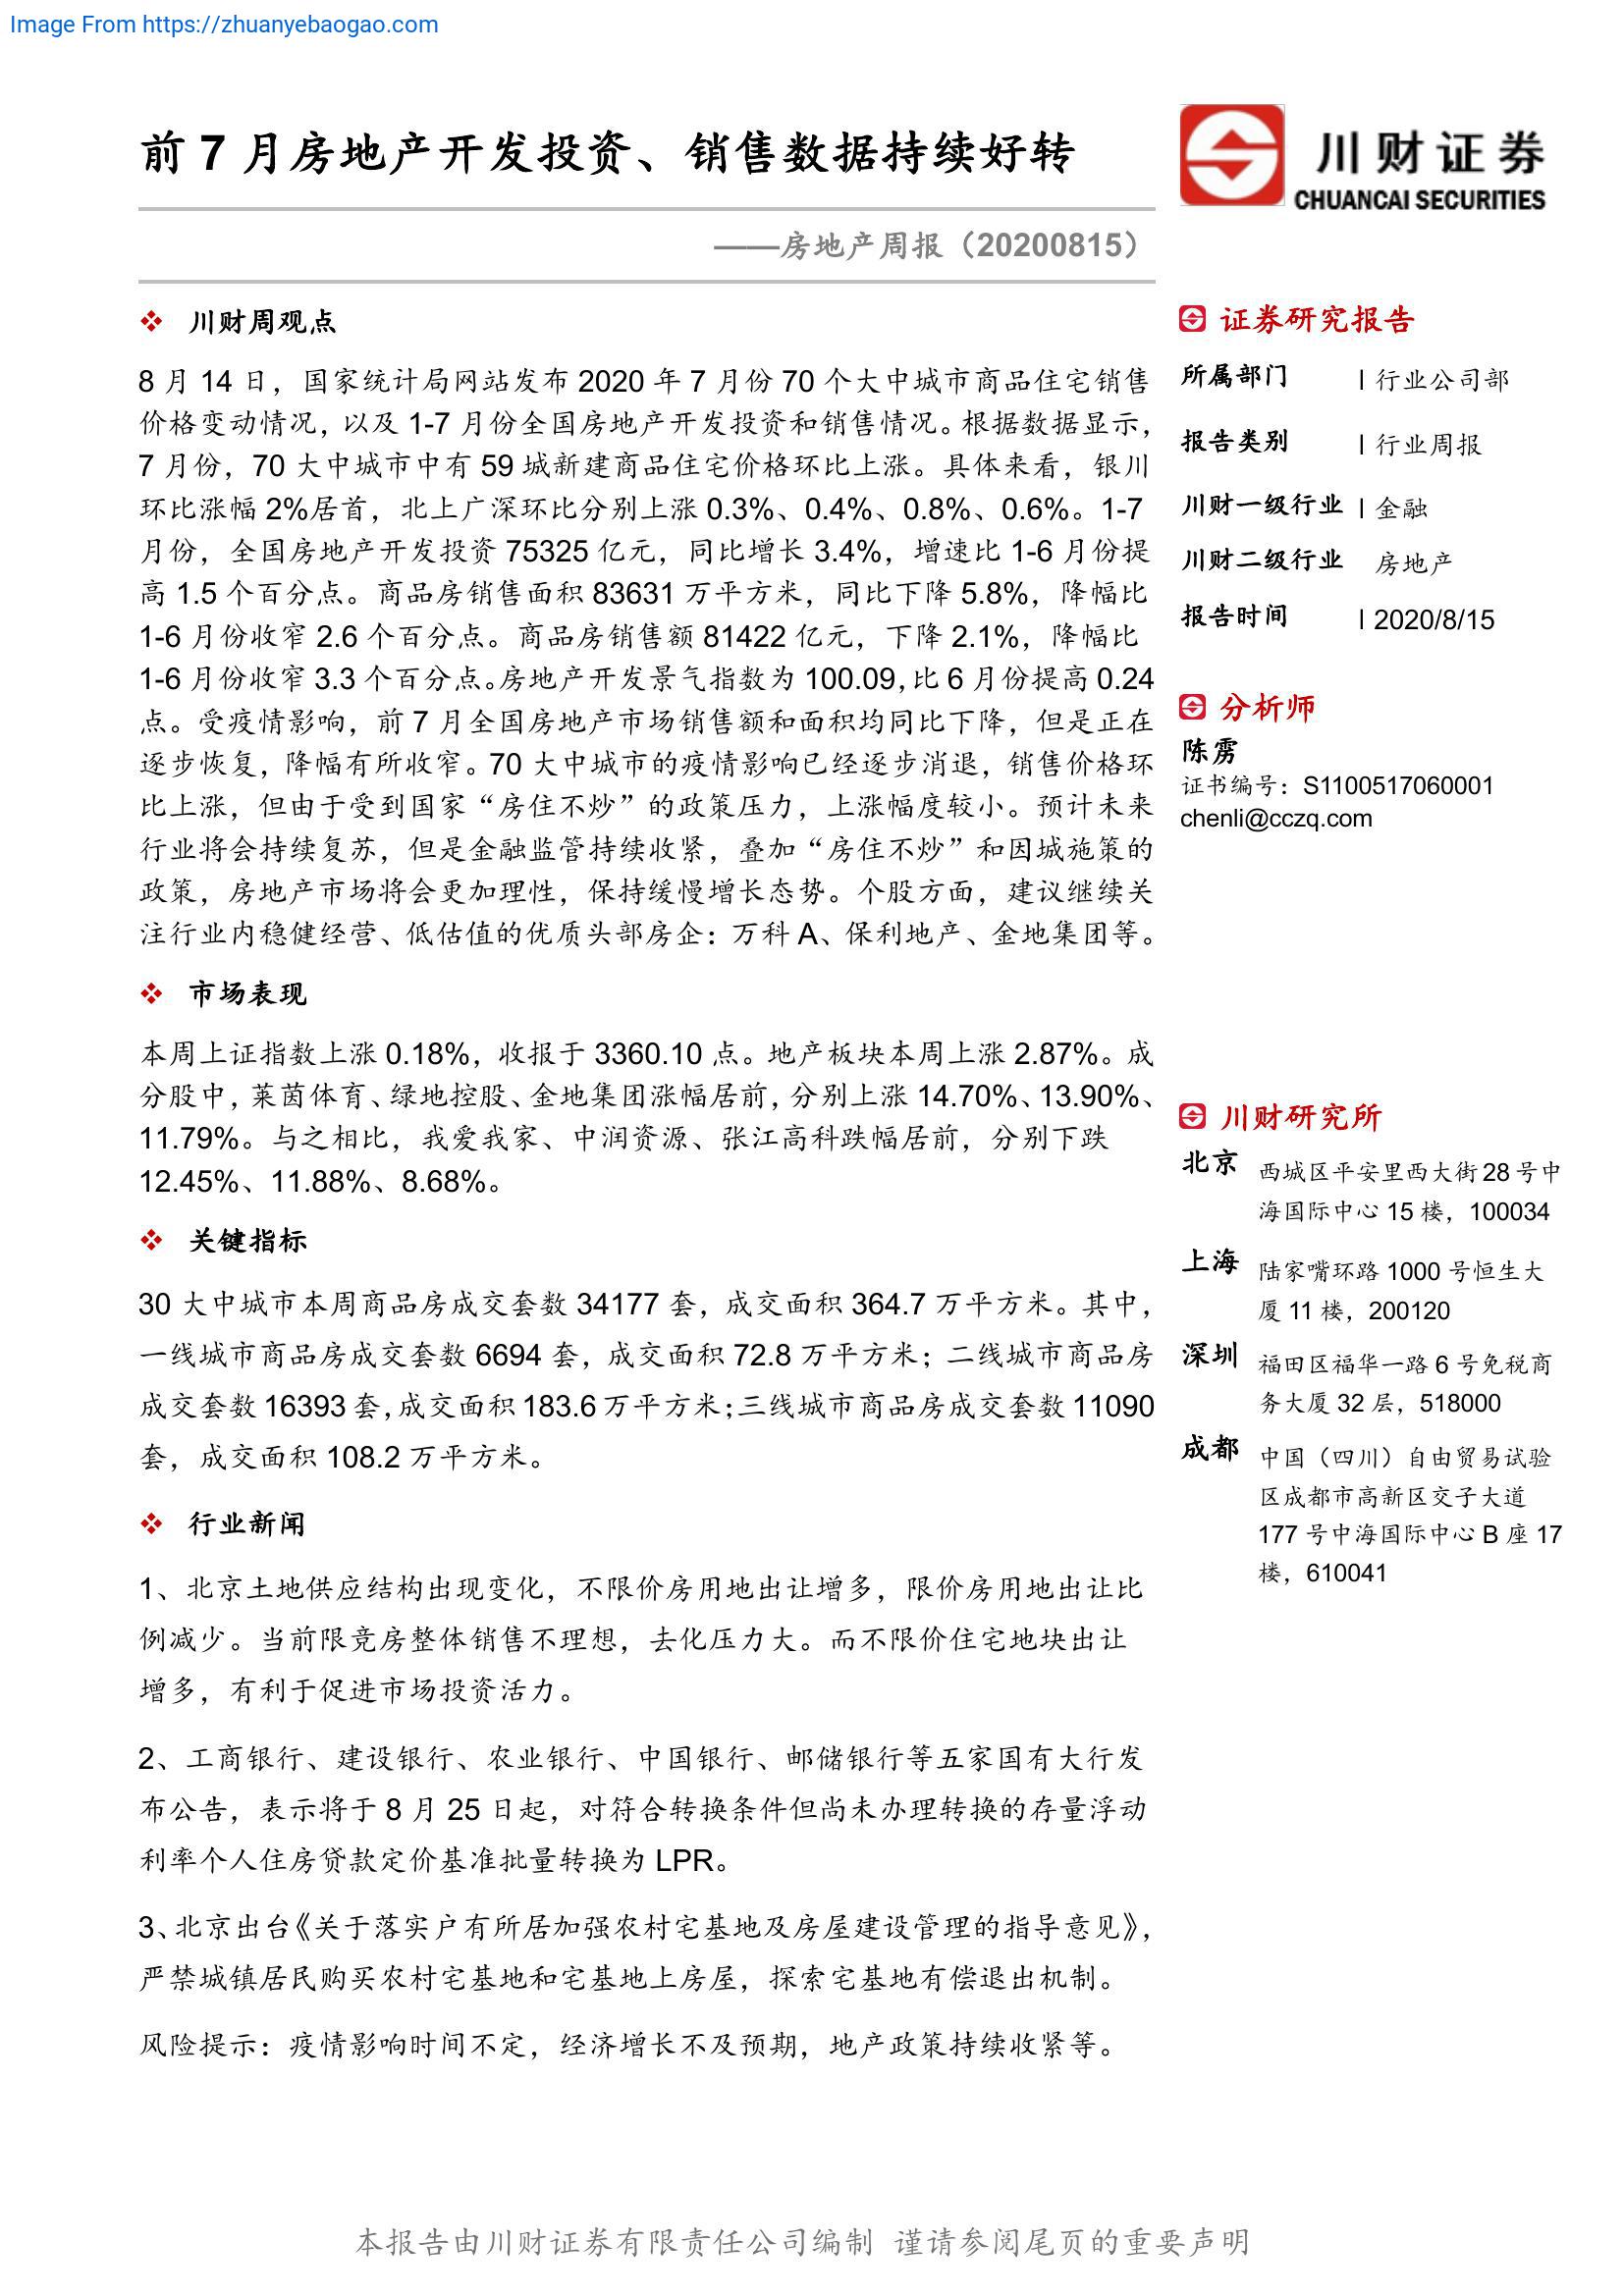 Image From https://zhuanyebaogao.com
前 7 月房地产开发投资、销售数据持续好转
川财证券
CHUANCAI SECURITIES
——房地产周报（20200815）
川财周观点
8 月 14 日，国家统计局网站发布 2020 年 7 月份 70 个大中城市商品住宅销售
价格变动情况，以及 1-7 月份全国房地产开发投资和销售情况。根据数据显示，
7 月份，70 大中城市中有 59 城新建商品住宅价格环比上涨。具体来看，银川
环比涨幅 2%居首，北上广深环比分别上涨 0.3%、0.4%、0.8%、0.6%。1-7
月份，全国房地产开发投资 75325 亿元，同比增长 3.4%，增速比 1-6 月份提
高 1.5 个百分点。商品房销售面积 83631 万平方米，同比下降 5.8%，降幅比
1-6 月份收窄 2.6 个百分点。商品房销售额 81422 亿元，下降 2.1%，降幅比
1-6 月份收窄 3.3 个百分点。房地产开发景气指数为 100.09，比 6 月份提高 0.24
点。受疫情影响，前 7 月全国房地产市场销售额和面积均同比下降，但是正在
逐步恢复，降幅有所收窄。70 大中城市的疫情影响已经逐步消退，销售价格环
比上涨，但由于受到国家“房住不炒”的政策压力，上涨幅度较小。预计未来
行业将会持续复苏，但是金融监管持续收紧，叠加“房住不炒”和因城施策的
政策，房地产市场将会更加理性，保持缓慢增长态势。个股方面，建议继续关
注行业内稳健经营、低估值的优质头部房企：万科 A、保利地产、金地集团等。
市场表现
本周上证指数上涨 0.18%，收报于 3360.10 点。地产板块本周上涨 2.87%。成
分股中，莱茵体育、绿地控股、金地集团涨幅居前，分别上涨 14.70%、13.90%、
11.79%。与之相比，我爱我家、中润资源、张江高科跌幅居前，分别下跌
12.45%、11.88%、8.68%。
关键指标
30 大中城市本周商品房成交套数 34177 套，成交面积 364.7 万平方米。其中，
一线城市商品房成交套数 6694 套，成交面积 72.8 万平方米；二线城市商品房
成交套数 16393 套，成交面积 183.6 万平方米；三线城市商品房成交套数 11090
套，成交面积 108.2 万平方米。
行业新闻
1、北京土地供应结构出现变化，不限价房用地出让增多，限价房用地出让比
例减少。当前限竞房整体销售不理想，去化压力大。而不限价住宅地块出让
增多，有利于促进市场投资活力。
2、工商银行、建设银行、农业银行、中国银行、邮储银行等五家国有大行发
布公告，表示将于 8 月 25 日起，对符合转换条件但尚未办理转换的存量浮动
利率个人住房贷款定价基准批量转换为 LPR。
3、北京出台《关于落实户有所居加强农村宅基地及房屋建设管理的指导意见》，
严禁城镇居民购买农村宅基地和宅基地上房屋，探索宅基地有偿退出机制。
风险提示：疫情影响时间不定，经济增长不及预期，地产政策持续收紧等。
证券研究报告
所属部门 | 行业公司部
报告类别 | 行业周报
川财一级行业 | 金融
川财二级行业 房地产
报告时间 | 2020/8/15
分析师
陈雳
证书编号：S1100517060001
chenli@cczq.com
川财研究所
北京 西城区平安里西大街 28 号中
海国际中心 15 楼，100034
上海 陆家嘴环路 1000 号恒生大
厦 11 楼，200120
深圳 福田区福华一路 6 号免税商
务大厦 32 层，518000
成都 中国（四川）自由贸易试验
区成都市高新区交子大道
177 号中海国际中心 B 座 17
楼，610041
本报告由川财证券有限责任公司编制 谨请参阅尾页的重要声明